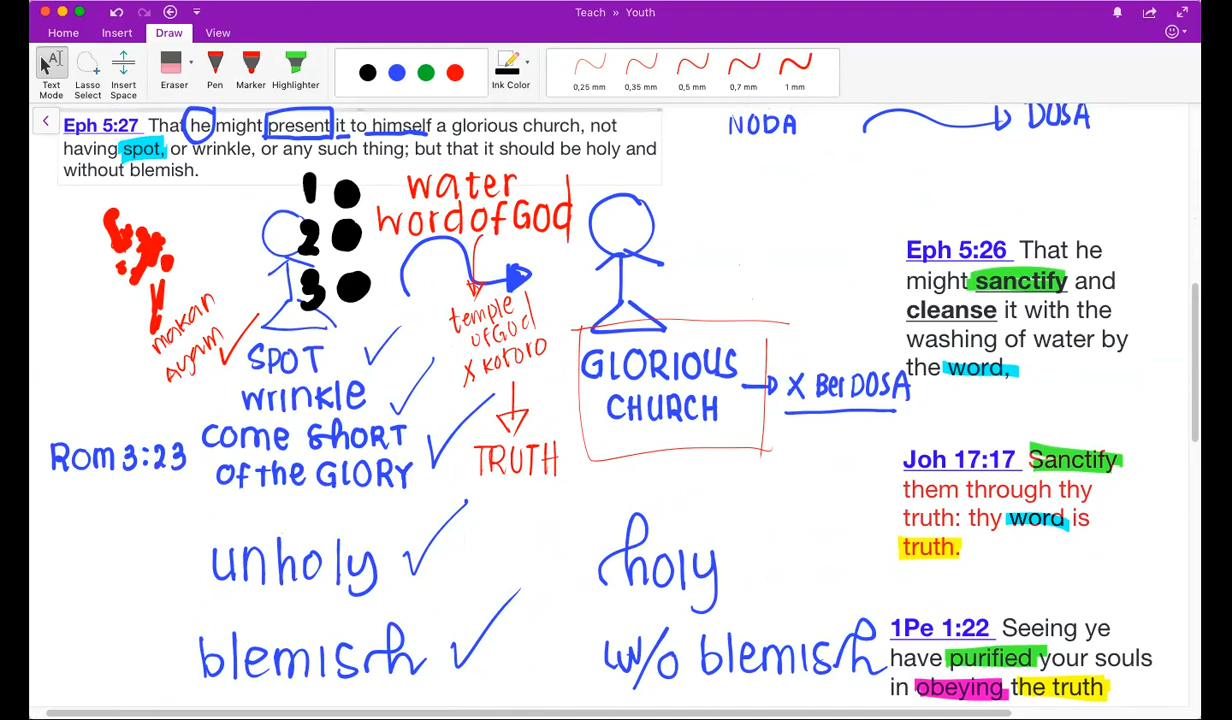 Teach » Youth
Home Insert Draw View
Text Mode
Lasso Select
Insert Space
Eraser
Pen
Marker
Highlighter
Ink Color
0,25 mm
0,35 mm
0,5 mm
0,7 mm
1 mm
Eph 5:27 That he might present it to himself a glorious church, not
having spot, or wrinkle, or any such thing; but that it should be holy and
without blemish.
NODA
DOSA
1
2
3
water
word of GOD
temple
of God
x kotoro
TRUTH
makan
Ayam
SPOT
wrinkle
Rom 3:23
come short
of the GLORY
unholy
blemish
GLORIOUS
CHURCH
X Ber DOSA
holy
w/o blemish
Eph 5:26 That he
might sanctify and
cleanse it with the
washing of water by
the word,
Joh 17:17 Sanctify
them through thy
truth: thy word is
truth.
1Pe 1:22 Seeing ye
have purified your souls
in obeying the truth